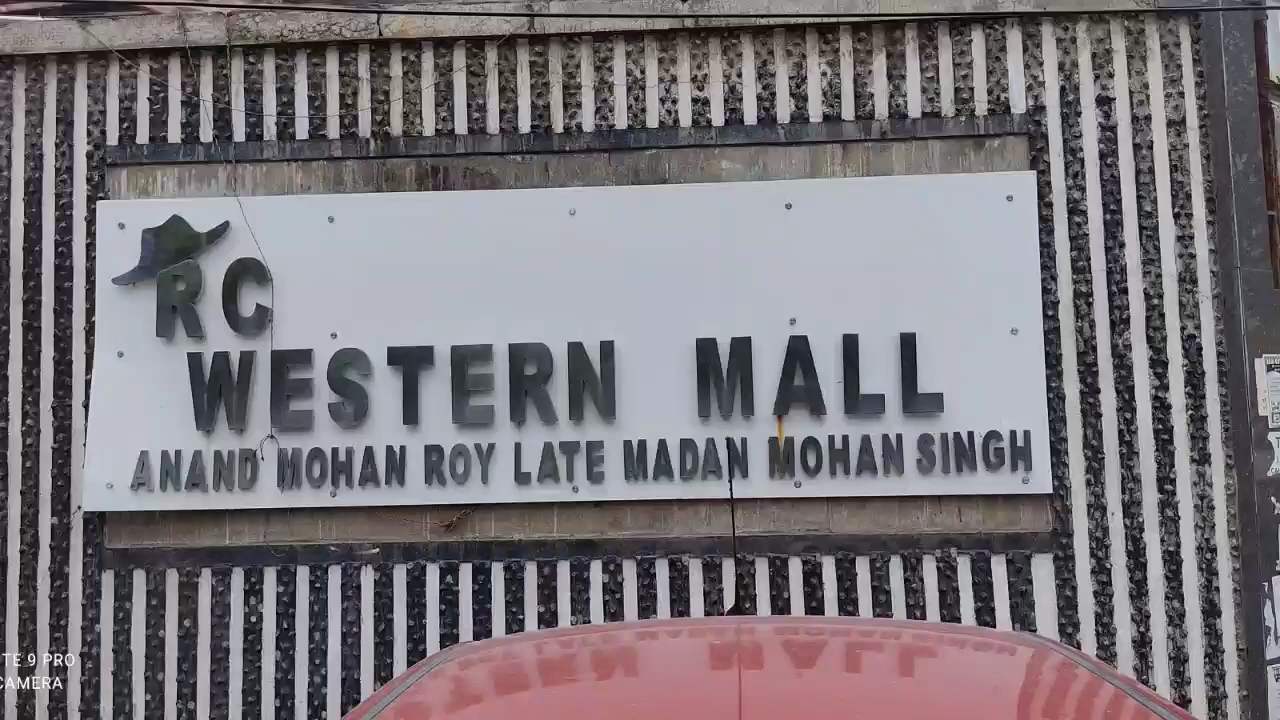 RC
WESTERN MALL
ANAND MOHAN ROY LATE MADAN MOHAN SINGH
TE 9 PRO
CAMERA